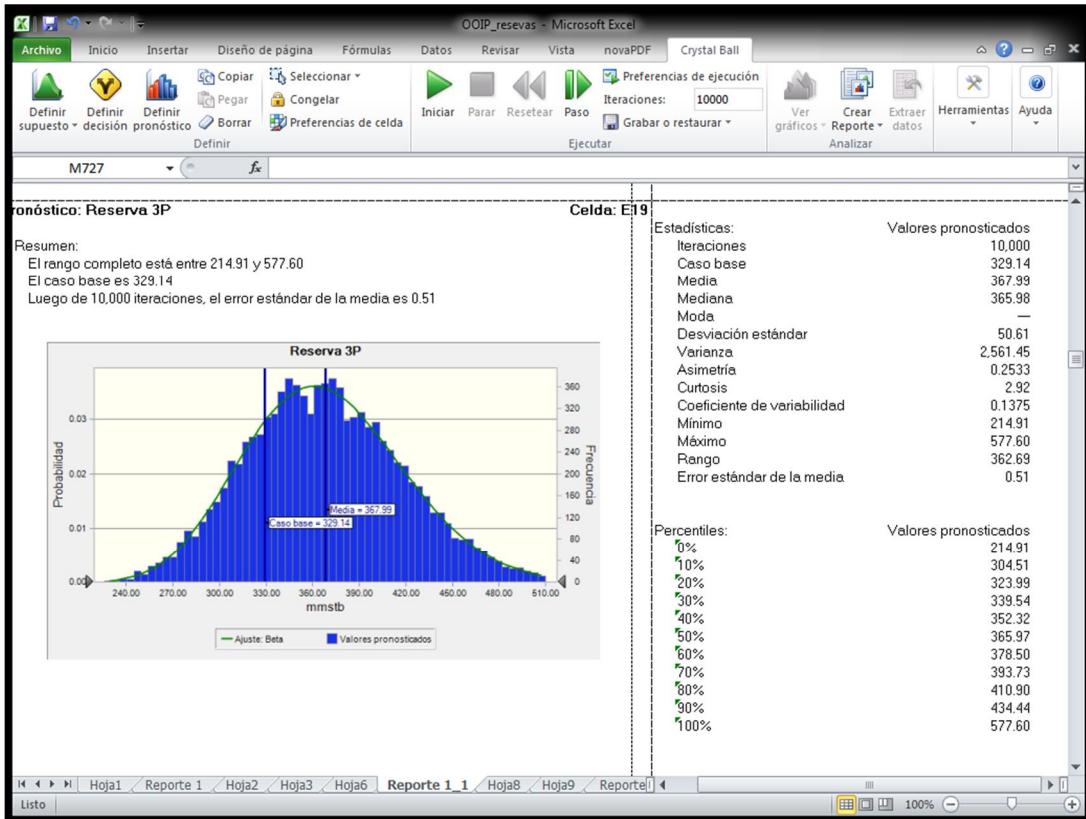 OOIP_resevas - Microsoft Excel
Archivo Inicio Insertar Diseño de página Fórmulas Datos Revisar Vista novaPDF Crystal Ball
Definir supuesto
Definir decisión
Definir pronóstico
Copiar
Pegar
Borrar
Seleccionar
Congelar
Preferencias de celda
Definir
Iniciar
Parar
Resetear
Paso
Preferencias de ejecución
Iteraciones: 10000
Grabar o restaurar
Ejecutar
Ver gráficos
Crear Reporte
Extraer datos
Analizar
Herramientas
Ayuda
M727
fx
ronóstico: Reserva 3P Celda: E19
Resumen:
El rango completo está entre 214.91 y 577.60
El caso base es 329.14
Luego de 10,000 iteraciones, el error estándar de la media es 0.51
Reserva 3P
Probabilidad
0.03
0.02
0.01
0.00
Frecuencia
360
320
280
240
200
160
120
80
40
0
Media = 367.99
Caso base = 329.14
240.00 270.00 300.00 330.00 360.00 390.00 420.00 450.00 480.00 510.00
mmstb
Ajuste: Beta Valores pronosticados
Estadísticas: Valores pronosticados
Iteraciones 10,000
Caso base 329.14
Media 367.99
Mediana 365.98
Moda —
Desviación estándar 50.61
Varianza 2,561.45
Asimetría 0.2533
Curtosis 2.92
Coeficiente de variabilidad 0.1375
Mínimo 214.91
Máximo 577.60
Rango 362.69
Error estándar de la media 0.51
Percentiles: Valores pronosticados
0% 214.91
10% 304.51
20% 323.99
30% 339.54
40% 352.32
50% 365.97
60% 378.50
70% 393.73
80% 410.90
90% 434.44
100% 577.60
Hoja1 Reporte 1 Hoja2 Hoja3 Hoja6 Reporte 1_1 Hoja8 Hoja9 Reporte
Listo 100%